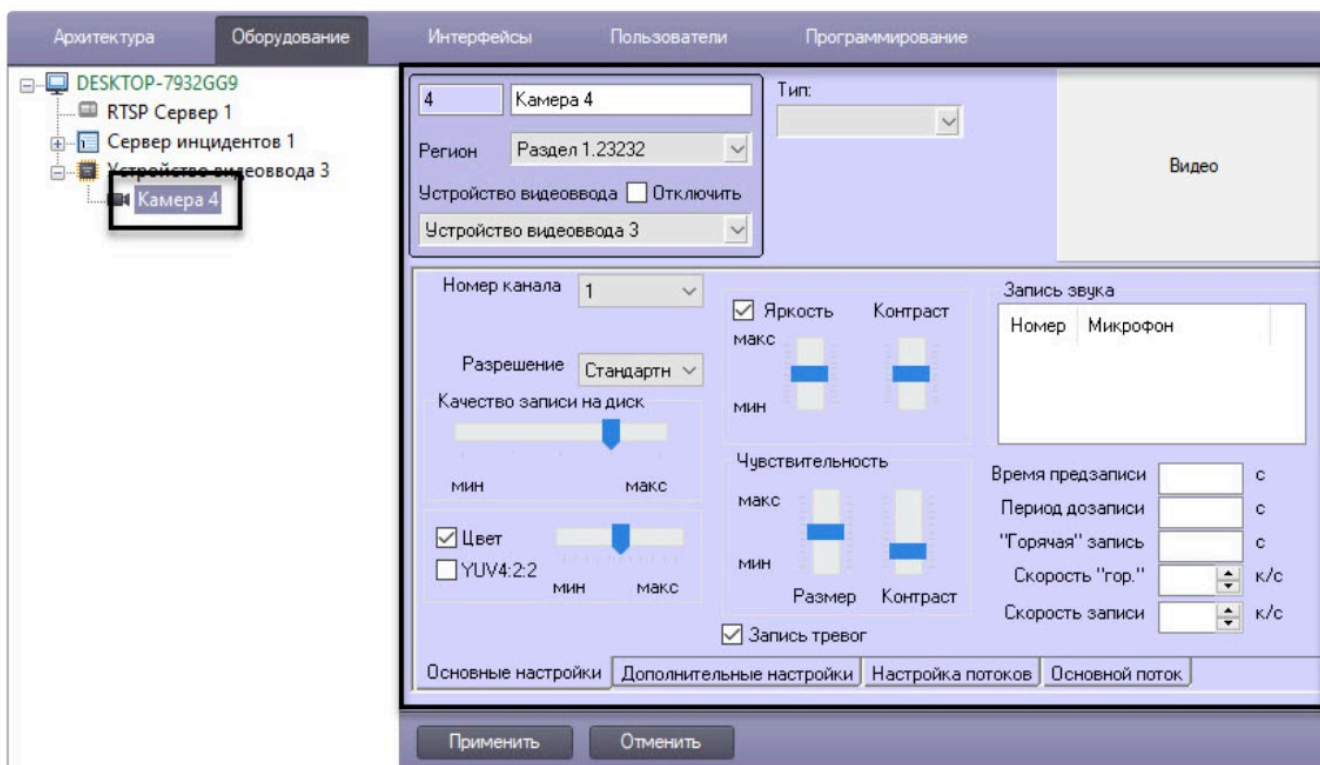 Архитектура Оборудование Интерфейсы Пользователи Программирование
DESKTOP-7932GG9
RTSP Сервер 1
Сервер инцидентов 1
Устройство видеоввода 3
Камера 4
4 Камера 4
Регион Раздел 1.23232
Устройство видеоввода Отключить
Устройство видеоввода 3
Тип:
Видео
Номер канала 1
Разрешение Стандартн
Качество записи на диск
мин макс
Цвет
YUV4:2:2
мин макс
Яркость Контраст
макс
мин
Чувствительность
макс
мин
Размер Контраст
Запись тревог
Запись звука
Номер Микрофон
Время предзаписи с
Период дозаписи с
"Горячая" запись с
Скорость "гор." к/с
Скорость записи к/с
Основные настройки Дополнительные настройки Настройка потоков Основной поток
Применить Отменить